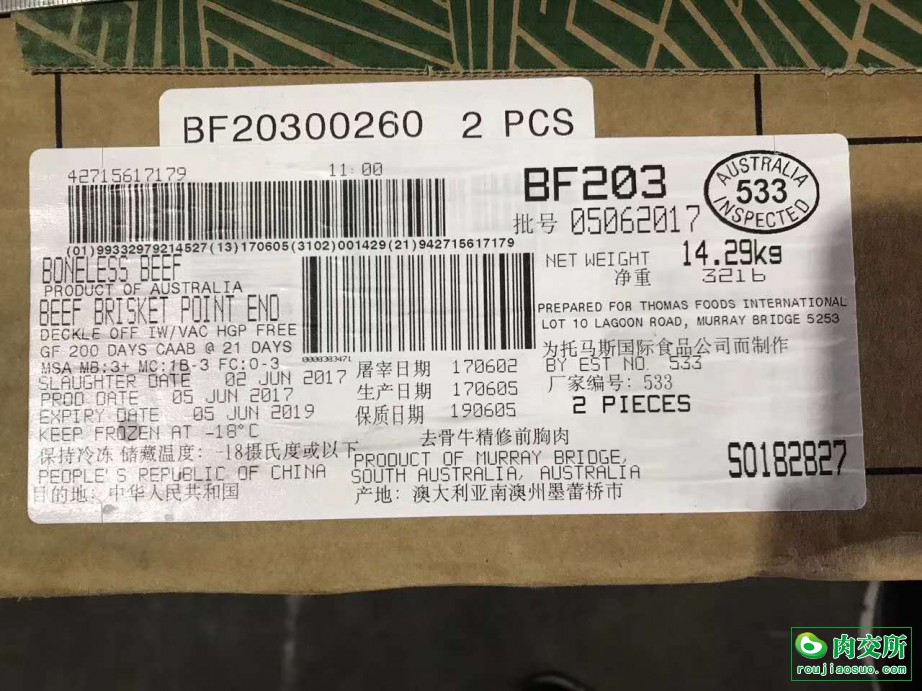 BF20300260 2 PCS
42715617179 11:00
BF203
AUSTRALIA
533
INSPECTED
批号 05062017
(01)99332979214527(13)170605(3102)001429(21)942715617179
NET WEIGHT 14.29kg
净重 321b
BONELESS BEEF
PRODUCT OF AUSTRALIA
BEEF BRISKET POINT END
DECKLE OFF IW/VAC HGP FREE
GF 200 DAYS CAAB @ 21 DAYS
MSA MB:3+ MC:1B-3 FC:0-3
SLAUGHTER DATE 02 JUN 2017
PROD DATE 05 JUN 2017
EXPIRY DATE 05 JUN 2019
KEEP FROZEN AT -18°C
保持冷冻 储藏温度: -18摄氏度或以下
PEOPLE'S REPUBLIC OF CHINA
目的地: 中华人民共和国
0000303471
屠宰日期 170602
生产日期 170605
保质日期 190605
PREPARED FOR THOMAS FOODS INTERNATIONAL
LOT 10 LAGOON ROAD, MURRAY BRIDGE 5253
为托马斯国际食品公司而制作
BY EST NO. 533
厂家编号: 533
2 PIECES
去骨牛精修前胸肉
PRODUCT OF MURRAY BRIDGE,
SOUTH AUSTRALIA, AUSTRALIA
产地: 澳大利亚南澳州墨蕾桥市
S0182827
肉交所
roujiaosuo.com